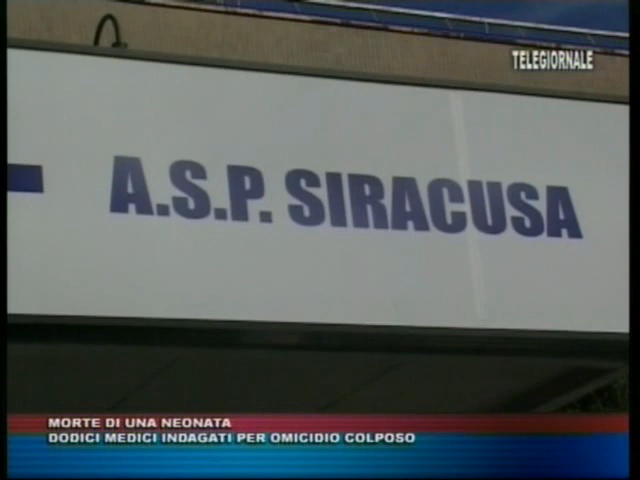 TELEGIORNALE
A.S.P. SIRACUSA
MORTE DI UNA NEONATA
DODICI MEDICI INDAGATI PER OMICIDIO COLPOSO